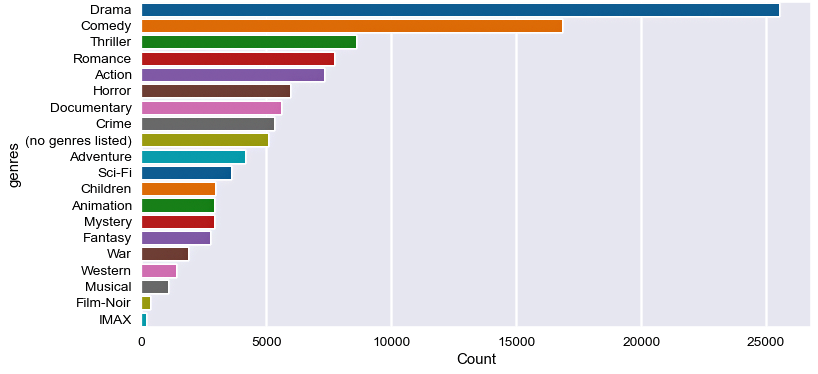 Drama
Comedy
Thriller
Romance
Action
Horror
Documentary
Crime
(no genres listed)
Adventure
Sci-Fi
Children
Animation
Mystery
Fantasy
War
Western
Musical
Film-Noir
IMAX
genres
0 5000 10000 15000 20000 25000
Count